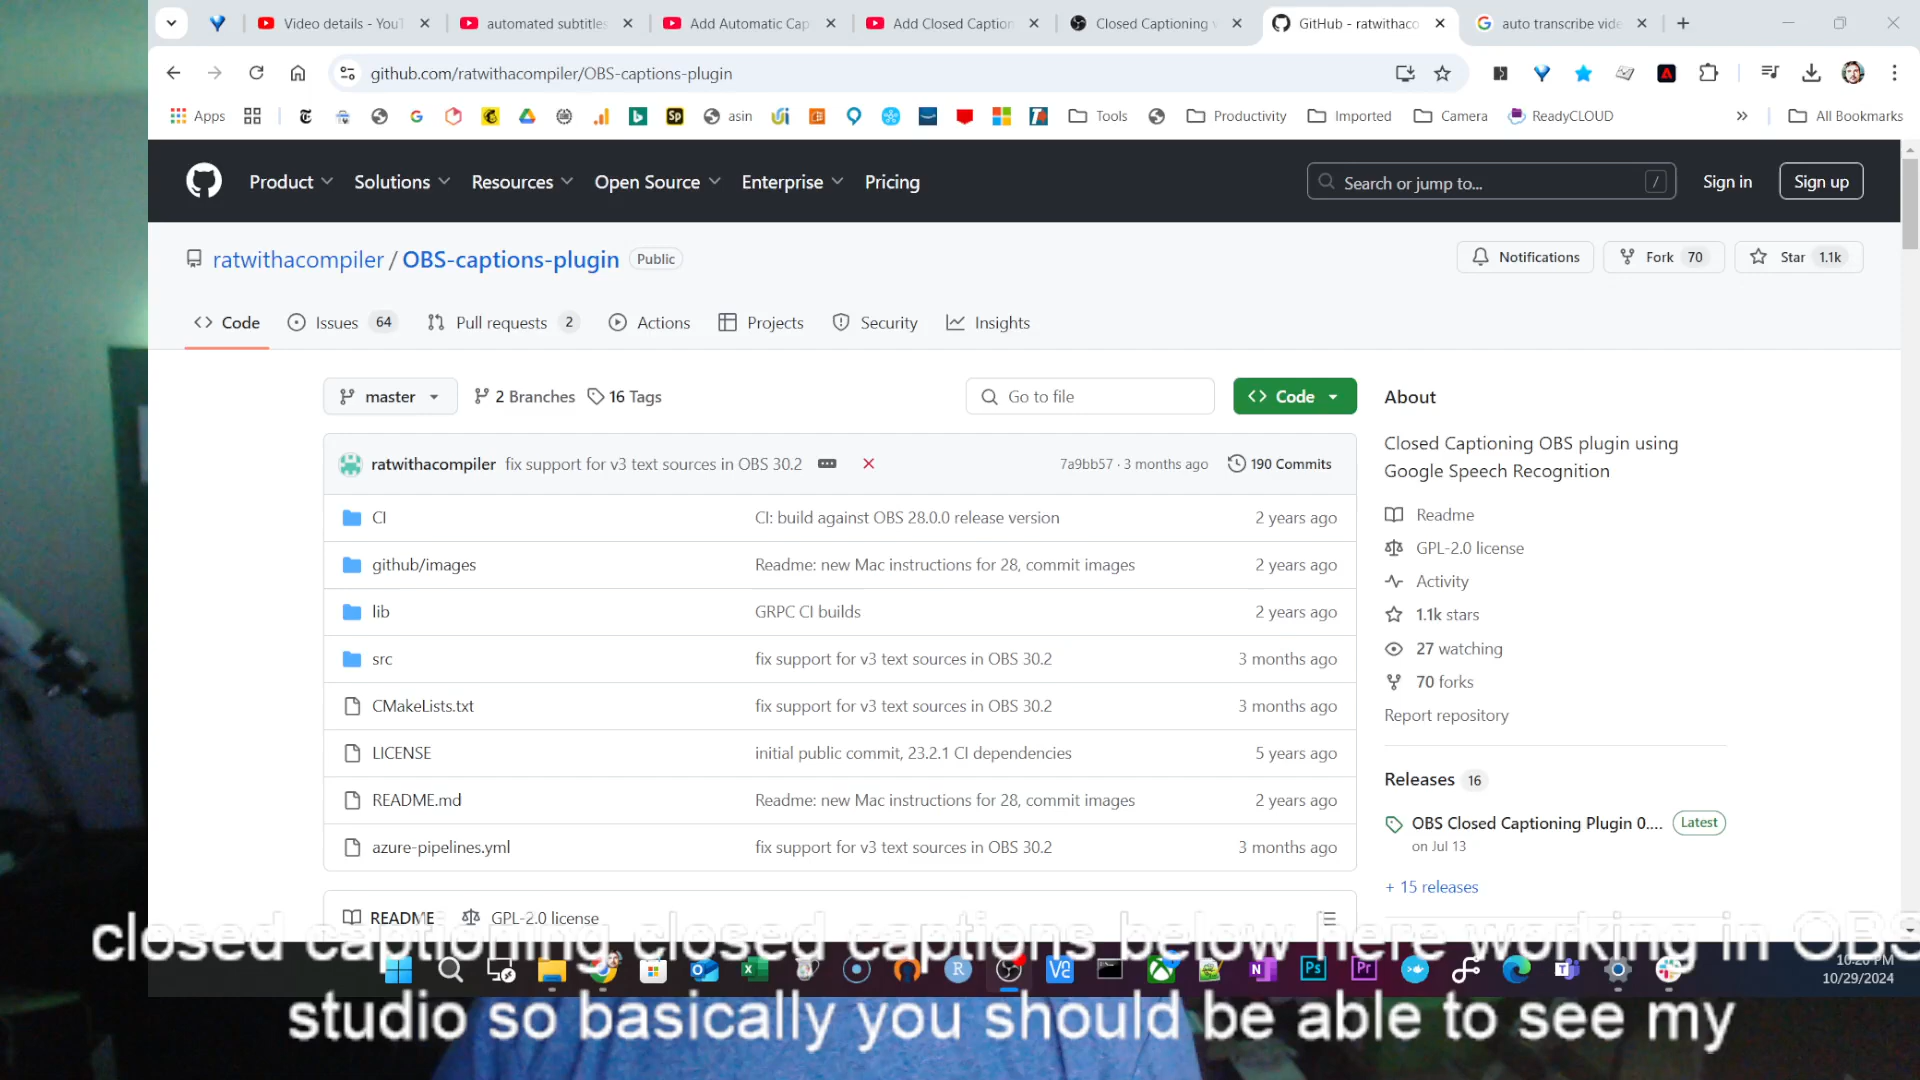 Video details - YouT
automated subtitles
Add Automatic Cap
Add Closed Caption
Closed Captioning
GitHub - ratwithaco
auto transcribe vide
github.com/ratwithacompiler/OBS-captions-plugin
Apps
asin
Tools
Productivity
Imported
Camera
ReadyCLOUD
All Bookmarks
Product
Solutions
Resources
Open Source
Enterprise
Pricing
Search or jump to...
/
Sign in
Sign up
ratwithacompiler / OBS-captions-plugin
Public
Notifications
Fork 70
Star 1.1k
Code
Issues 64
Pull requests 2
Actions
Projects
Security
Insights
master
2 Branches
16 Tags
Go to file
Code
ratwithacompiler fix support for v3 text sources in OBS 30.2
7a9bb57 · 3 months ago
190 Commits
CI
CI: build against OBS 28.0.0 release version
2 years ago
github/images
Readme: new Mac instructions for 28, commit images
2 years ago
lib
GRPC CI builds
2 years ago
src
fix support for v3 text sources in OBS 30.2
3 months ago
CMakeLists.txt
fix support for v3 text sources in OBS 30.2
3 months ago
LICENSE
initial public commit, 23.2.1 CI dependencies
5 years ago
README.md
Readme: new Mac instructions for 28, commit images
2 years ago
azure-pipelines.yml
fix support for v3 text sources in OBS 30.2
3 months ago
README
GPL-2.0 license
About
Closed Captioning OBS plugin using
Google Speech Recognition
Readme
GPL-2.0 license
Activity
1.1k stars
27 watching
70 forks
Report repository
Releases 16
OBS Closed Captioning Plugin 0....
Latest
on Jul 13
+ 15 releases
closed captioning closed captions below here working in OBS
studio so basically you should be able to see my
10:20 PM
10/29/2024